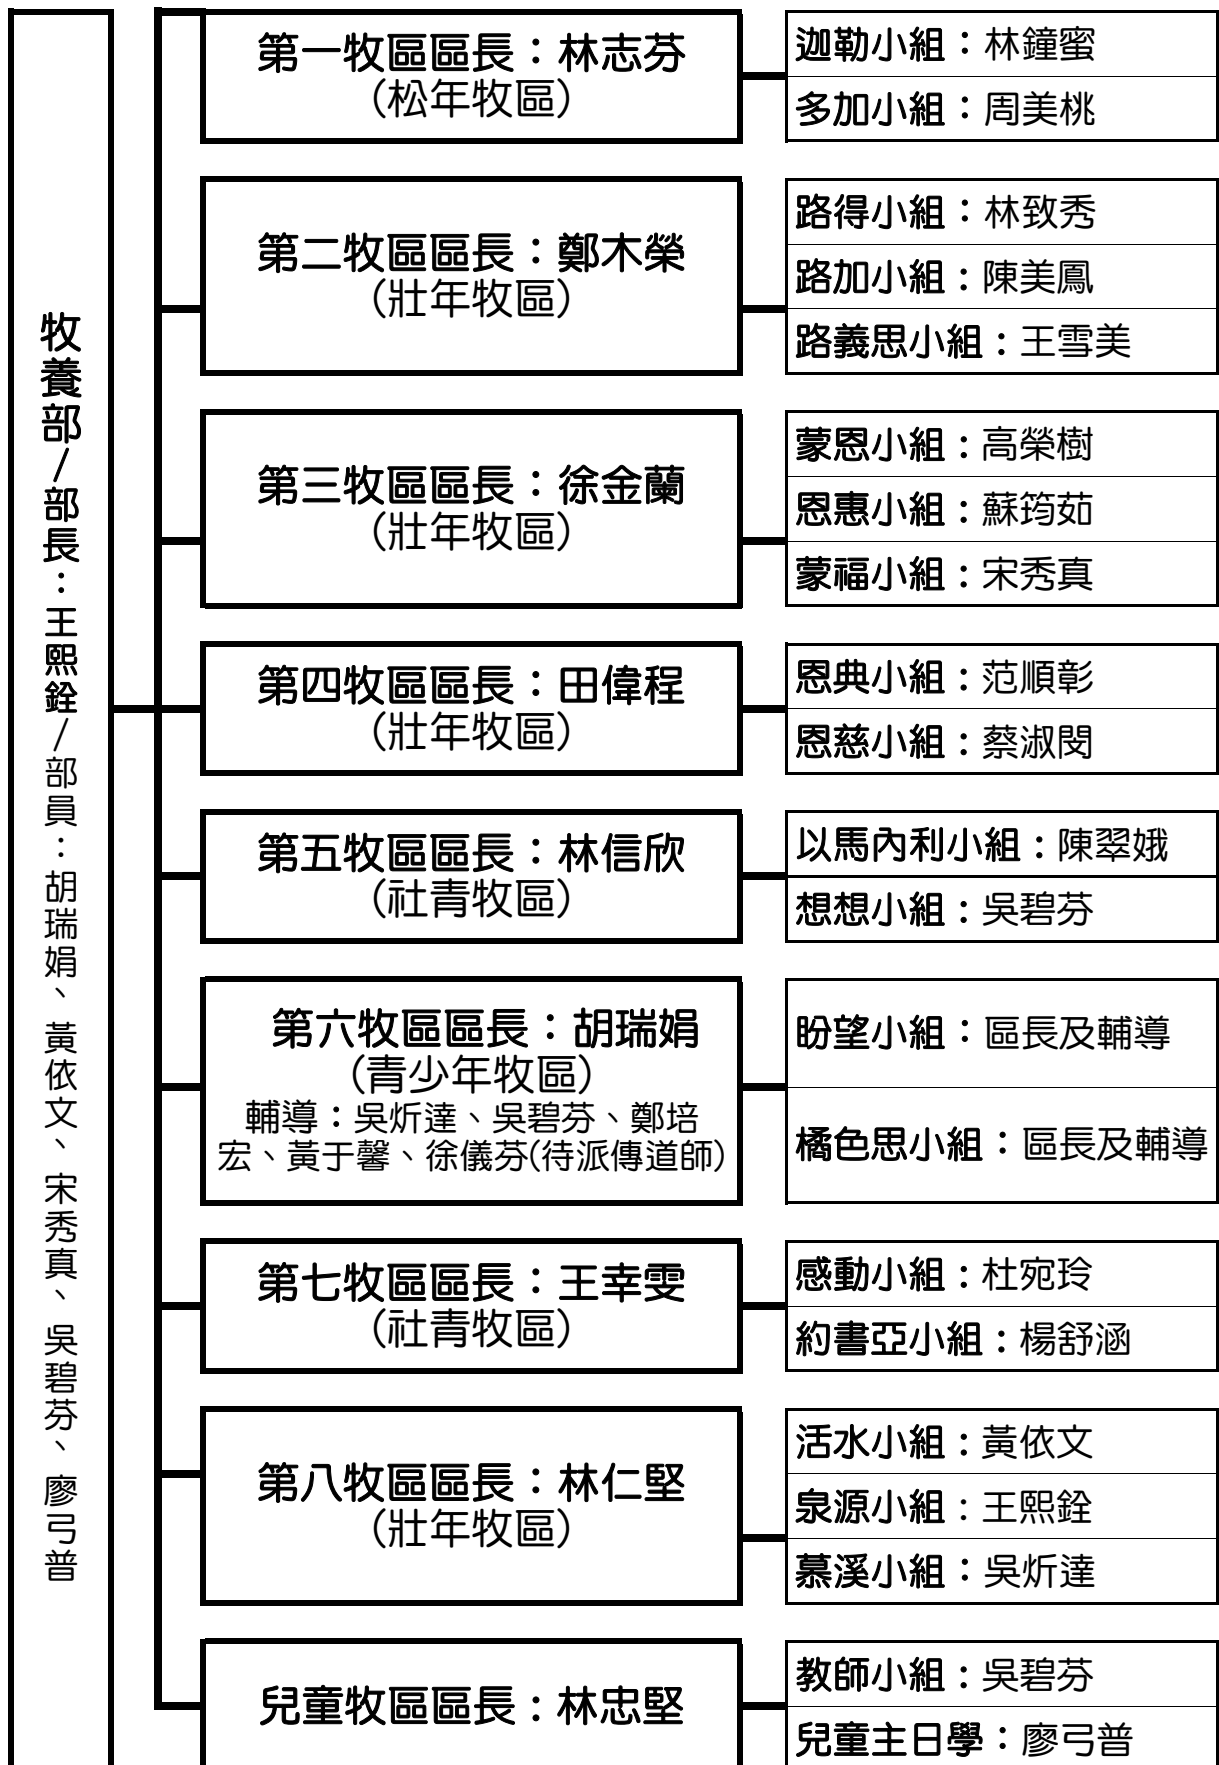 牧養部/部長：王熙銓/部員：胡瑞娟、黃依文、宋秀真、吳碧芬、廖弓普
第一牧區區長：林志芬
(松年牧區)
迦勒小組：林鐘蜜
多加小組：周美桃
第二牧區區長：鄭木榮
(壯年牧區)
路得小組：林致秀
路加小組：陳美鳳
路義思小組：王雪美
第三牧區區長：徐金蘭
(壯年牧區)
蒙恩小組：高榮樹
恩惠小組：蘇筠茹
蒙福小組：宋秀真
第四牧區區長：田偉程
(壯年牧區)
恩典小組：范順彰
恩慈小組：蔡淑閔
第五牧區區長：林信欣
(社青牧區)
以馬內利小組：陳翠娥
想想小組：吳碧芬
第六牧區區長：胡瑞娟
(青少年牧區)
輔導：吳炘達、吳碧芬、鄭培
宏、黃于馨、徐儀芬(待派傳道師)
盼望小組：區長及輔導
橘色思小組：區長及輔導
第七牧區區長：王幸雯
(社青牧區)
感動小組：杜宛玲
約書亞小組：楊舒涵
第八牧區區長：林仁堅
(壯年牧區)
活水小組：黃依文
泉源小組：王熙銓
慕溪小組：吳炘達
兒童牧區區長：林忠堅
教師小組：吳碧芬
兒童主日學：廖弓普